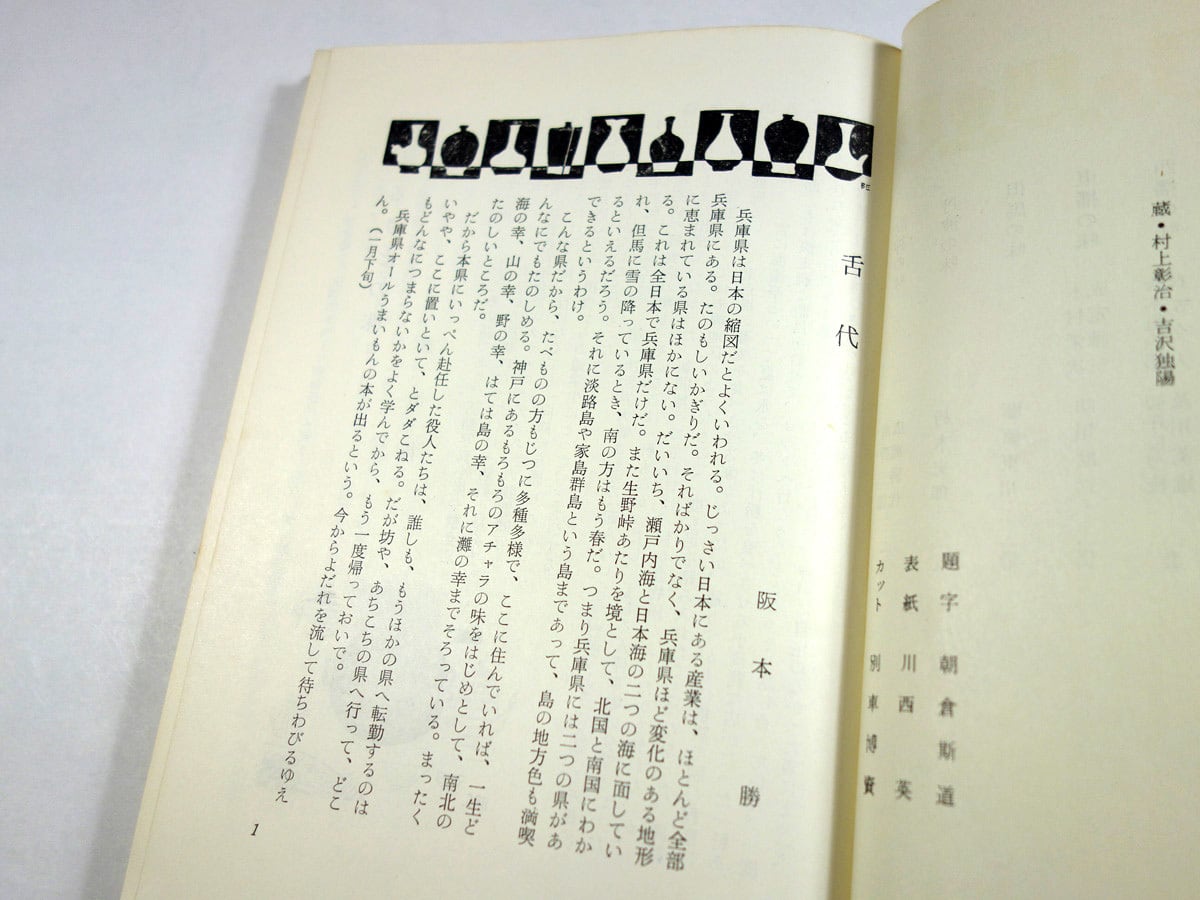 蔵・村上彰治・吉沢独陽
題字 朝倉斯道
表紙 川西英
カット 別車博資
舌代
阪本勝
兵庫県は日本の縮図だとよくいわれる。じっさい日本にある産業は、ほとんど全部
兵庫県にある。たのもしいかぎりだ。そればかりでなく、兵庫県ほど変化のある地形
に恵まれている県はほかにない。だいいち、瀬戸内海と日本海の二つの海に面してい
る。これは全日本で兵庫県だけだ。また生野峠あたりを境として、北国と南国にわか
れ、但馬に雪の降っているとき、南の方はもう春だ。つまり兵庫県には二つの県があ
るといえるだろう。それに淡路島や家島群島という島まであって、島の地方色も満喫
できるというわけ。
こんな県だから、たべものの方もじつに多種多様で、ここに住んでいれば、一生ど
んなにでもたのしめる。神戸にあるもろもろのアチャラの味をはじめとして、南北の
海の幸、山の幸、野の幸、はては島の幸、それに灘の幸までそろっている。まったく
たのしいところだ。
だから本県にいっぺん赴任した役人たちは、誰しも、もうほかの県へ転勤するのは
いやや、ここに置いといて、とダダこねる。だが坊や、あちこちの県へ行って、どこ
もどんなにつまらないかをよく学んでから、もう一度帰っておいで。
兵庫県オールうまいもんの本が出るという。今からよだれを流して待ちわびるゆえ
ん。（一月下旬）
1